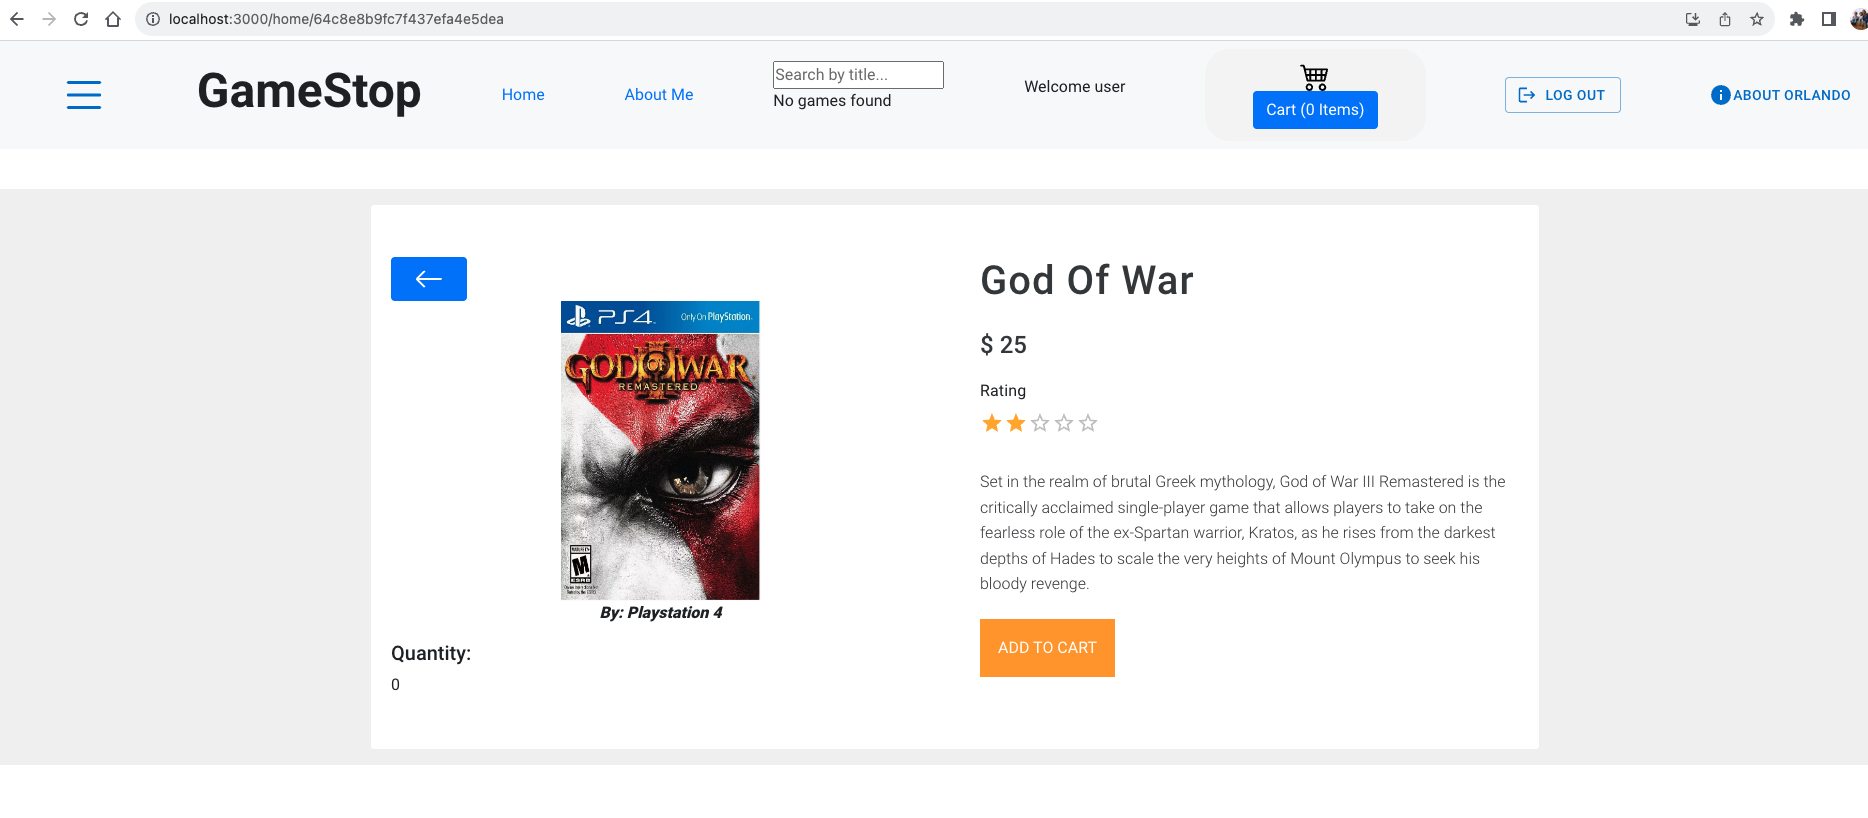 localhost:3000/home/64c8e8b9fc7f437efa4e5dea
GameStop
Home
About Me
Search by title...
No games found
Welcome user
Cart (0 Items)
LOG OUT
ABOUT ORLANDO
PS4
Only On PlayStation
GOD OF WAR
III
REMASTERED
M
ESRB
By: Playstation 4
Quantity:
0
God Of War
$ 25
Rating
Set in the realm of brutal Greek mythology, God of War III Remastered is the
critically acclaimed single-player game that allows players to take on the
fearless role of the ex-Spartan warrior, Kratos, as he rises from the darkest
depths of Hades to scale the very heights of Mount Olympus to seek his
bloody revenge.
ADD TO CART